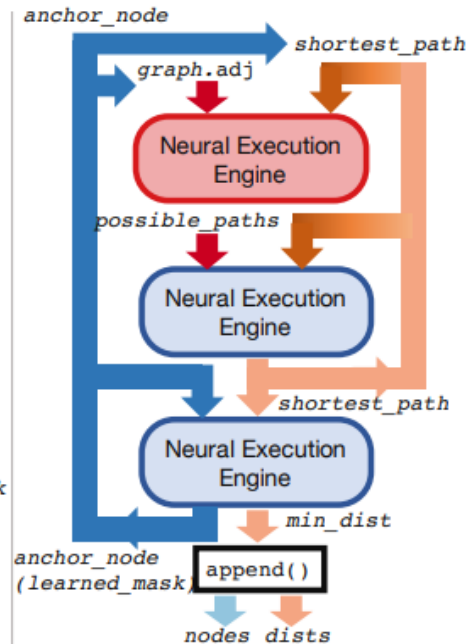 anchor_node
shortest_path
graph.adj
Neural Execution
Engine
possible_paths
Neural Execution
Engine
shortest_path
Neural Execution
Engine
k
min_dist
anchor_node
(learned_mask)
append()
nodes dists